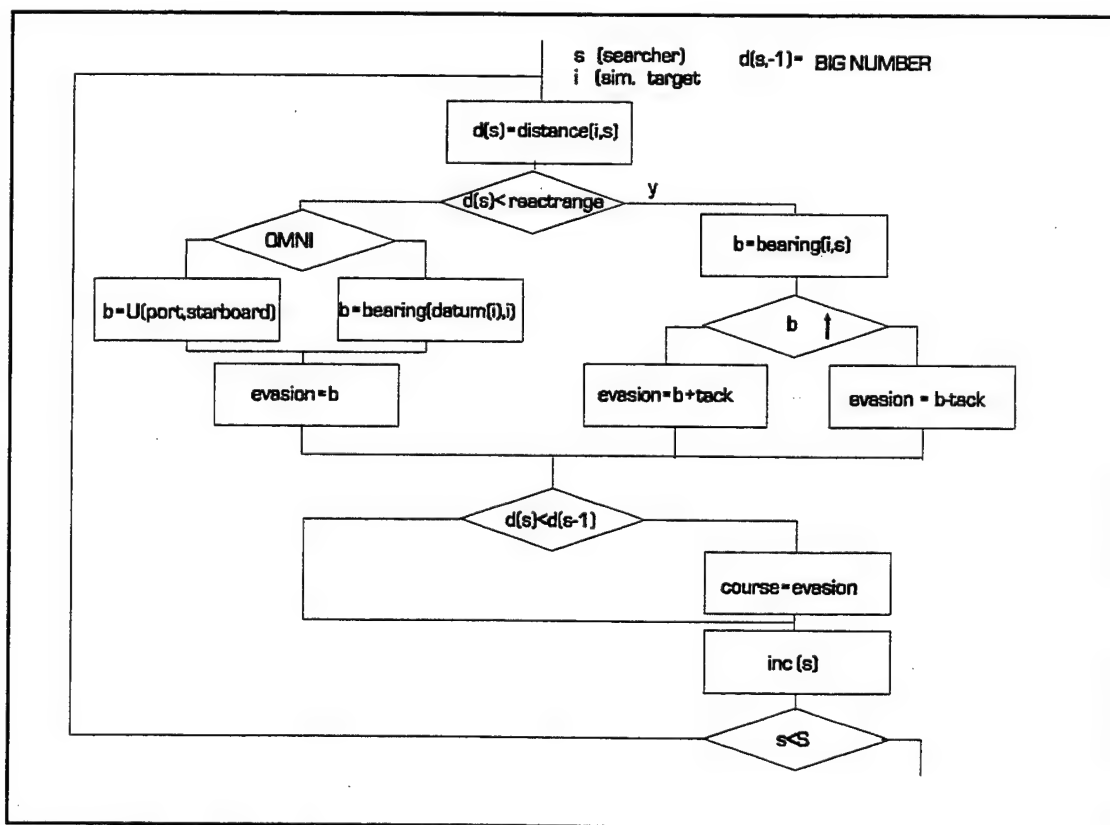 s (searcher) d(s,-1)= BIG NUMBER
i (sim. target
d(s)=distance(i,s)
d(s)<reactrange
y
OMNI
b=bearing(i,s)
b=U(port,starboard)
b=bearing(datum(i),i)
b ↑
evasion=b
evasion=b+tack
evasion = b-tack
d(s)<d(s-1)
course=evasion
inc (s)
s<S